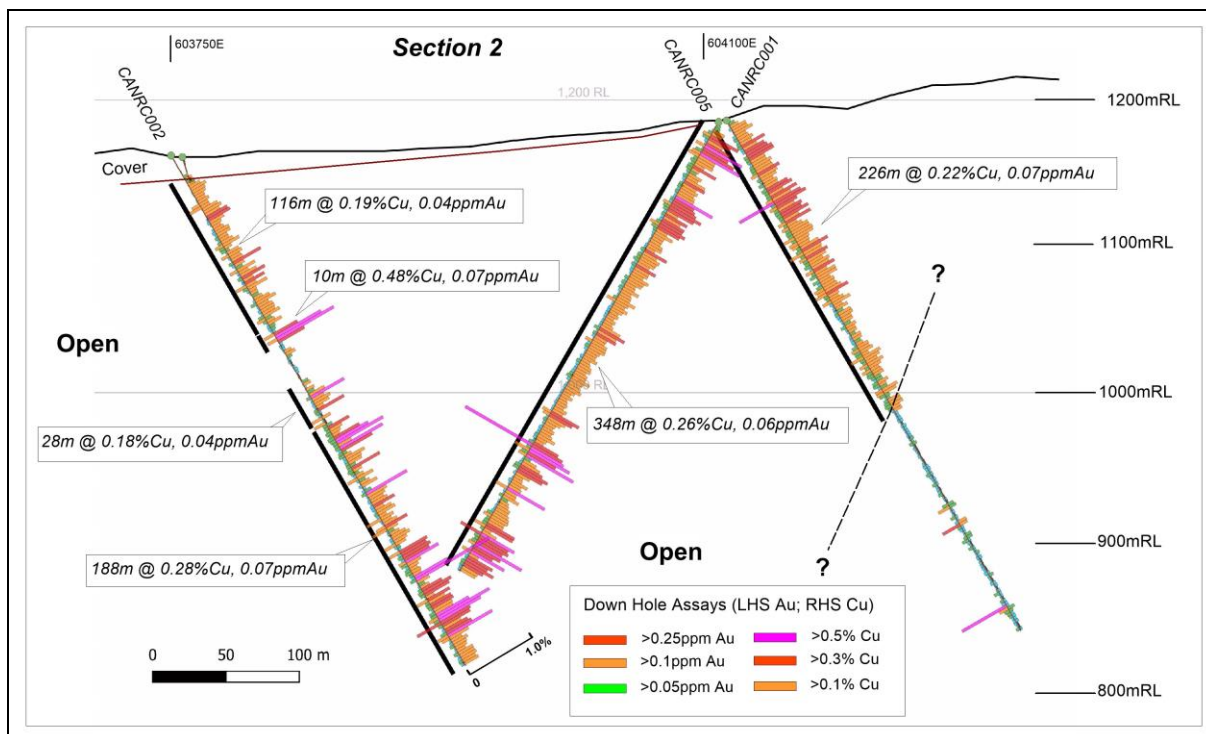 603750E
Section 2
604100E
CANRC002
CANRC005
CANRC001
1,200 RL
1200mRL
Cover
116m @ 0.19%Cu, 0.04ppmAu
226m @ 0.22%Cu, 0.07ppmAu
1100mRL
10m @ 0.48%Cu, 0.07ppmAu
?
Open
1000mRL
28m @ 0.18%Cu, 0.04ppmAu
348m @ 0.26%Cu, 0.06ppmAu
900mRL
188m @ 0.28%Cu, 0.07ppmAu
Open
?
Down Hole Assays (LHS Au; RHS Cu)
>0.25ppm Au
>0.5% Cu
>0.1ppm Au
>0.3% Cu
>0.05ppm Au
>0.1% Cu
0 50 100 m
0
1.0%
800mRL